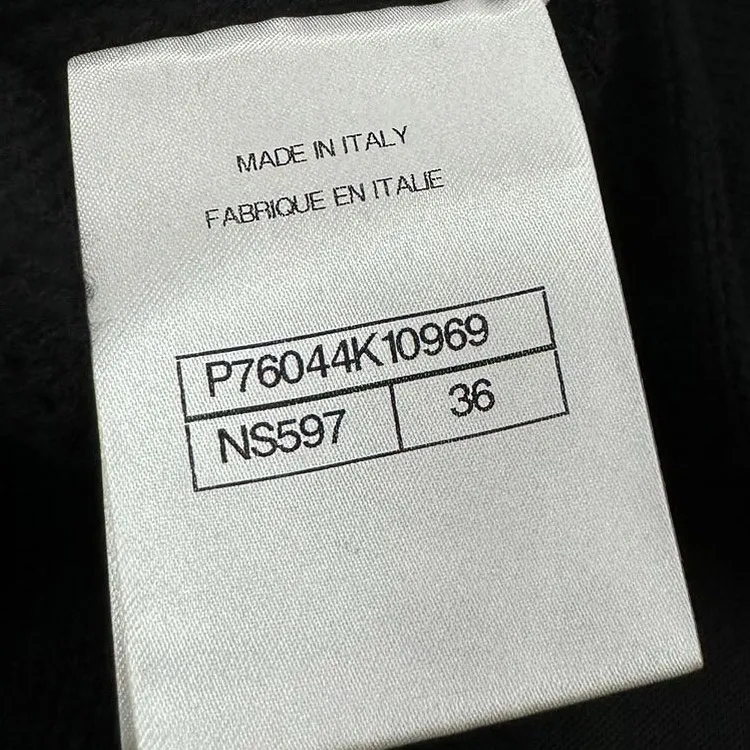 MADE IN ITALY
FABRIQUE EN ITALIE
P76044K10969
NS597 36